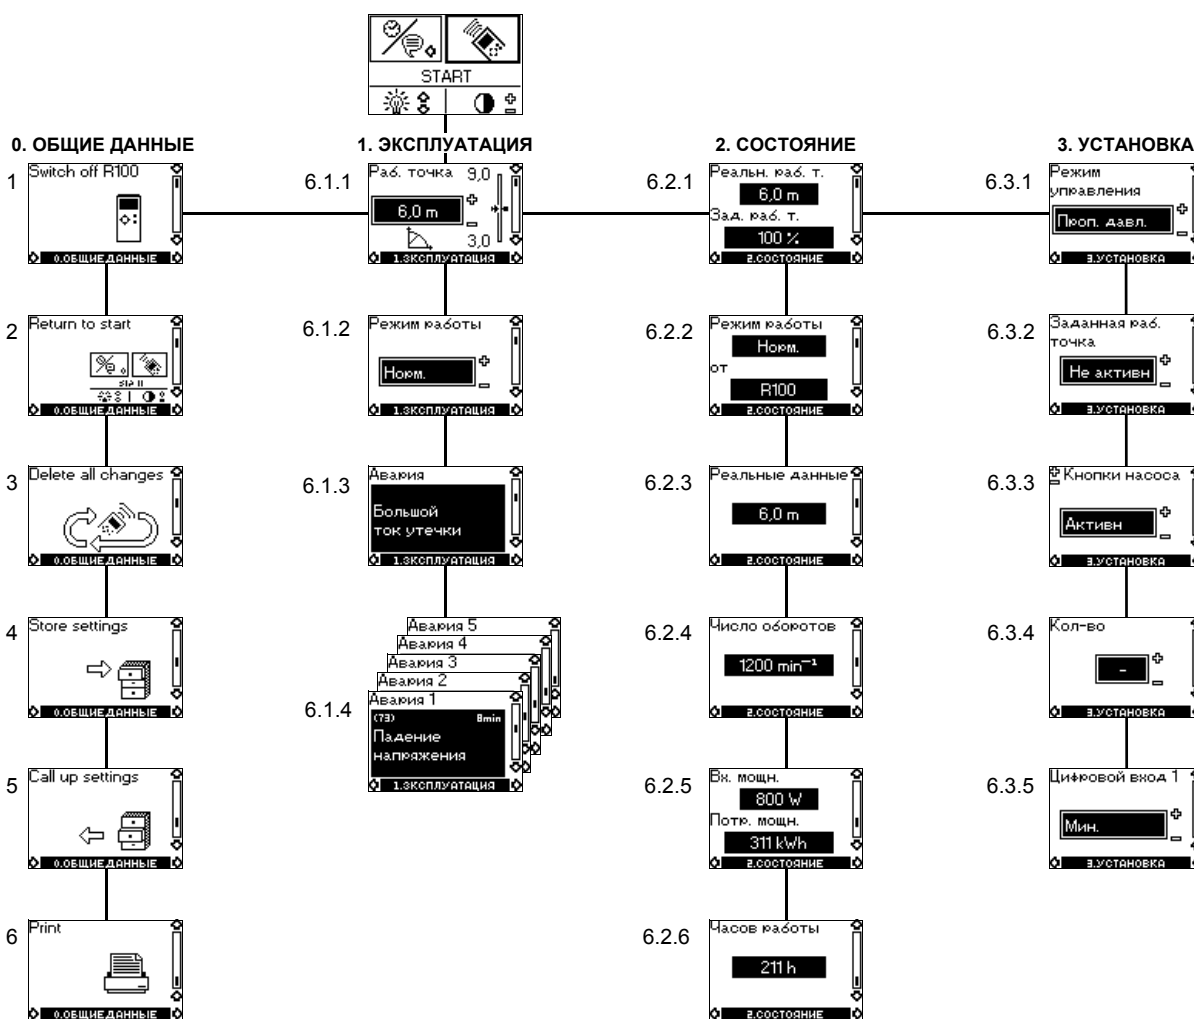 START
0. ОБЩИЕ ДАННЫЕ
1. ЭКСПЛУАТАЦИЯ
2. СОСТОЯНИЕ
3. УСТАНОВКА
1
Switch off R100
0.ОБЩИЕ ДАННЫЕ
6.1.1
Раб. точка
9,0
6,0 m
3,0
1.ЭКСПЛУАТАЦИЯ
6.2.1
Реальн. раб. т.
6,0 m
Зад. раб. т.
100 %
2.СОСТОЯНИЕ
6.3.1
Режим
управления
Проп. давл.
3.УСТАНОВКА
2
Return to start
START
0.ОБЩИЕ ДАННЫЕ
6.1.2
Режим работы
Норм.
1.ЭКСПЛУАТАЦИЯ
6.2.2
Режим работы
Норм.
от
R100
2.СОСТОЯНИЕ
6.3.2
Заданная раб.
точка
Не активн
3.УСТАНОВКА
3
Delete all changes
0.ОБЩИЕ ДАННЫЕ
6.1.3
Авария
Большой
ток утечки
1.ЭКСПЛУАТАЦИЯ
6.2.3
Реальные данные
6,0 m
2.СОСТОЯНИЕ
6.3.3
Кнопки насоса
Активн
3.УСТАНОВКА
4
Store settings
0.ОБЩИЕ ДАННЫЕ
6.1.4
Авария 5
Авария 4
Авария 3
Авария 2
Авария 1
(73) 8min
Падение
напряжения
1.ЭКСПЛУАТАЦИЯ
6.2.4
Число оборотов
1200 min⁻¹
2.СОСТОЯНИЕ
6.3.4
Кол-во
-
3.УСТАНОВКА
5
Call up settings
0.ОБЩИЕ ДАННЫЕ
6.2.5
Вх. мощн.
800 W
Потр. мощн.
311 kWh
2.СОСТОЯНИЕ
6.3.5
Цифровой вход 1
Мин.
3.УСТАНОВКА
6
Print
0.ОБЩИЕ ДАННЫЕ
6.2.6
Часов работы
211 h
2.СОСТОЯНИЕ